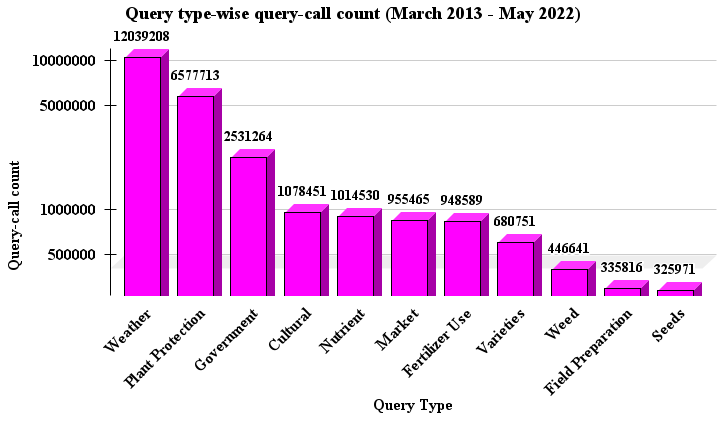 Query type-wise query-call count (March 2013 - May 2022)
12039208
10000000
6577713
5000000
2531264
1078451
1014530
955465
948589
1000000
680751
446641
500000
335816
325971
Query-call count
Weather
Plant Protection
Government
Cultural
Nutrient
Market
Fertilizer Use
Varieties
Weed
Field Preparation
Seeds
Query Type